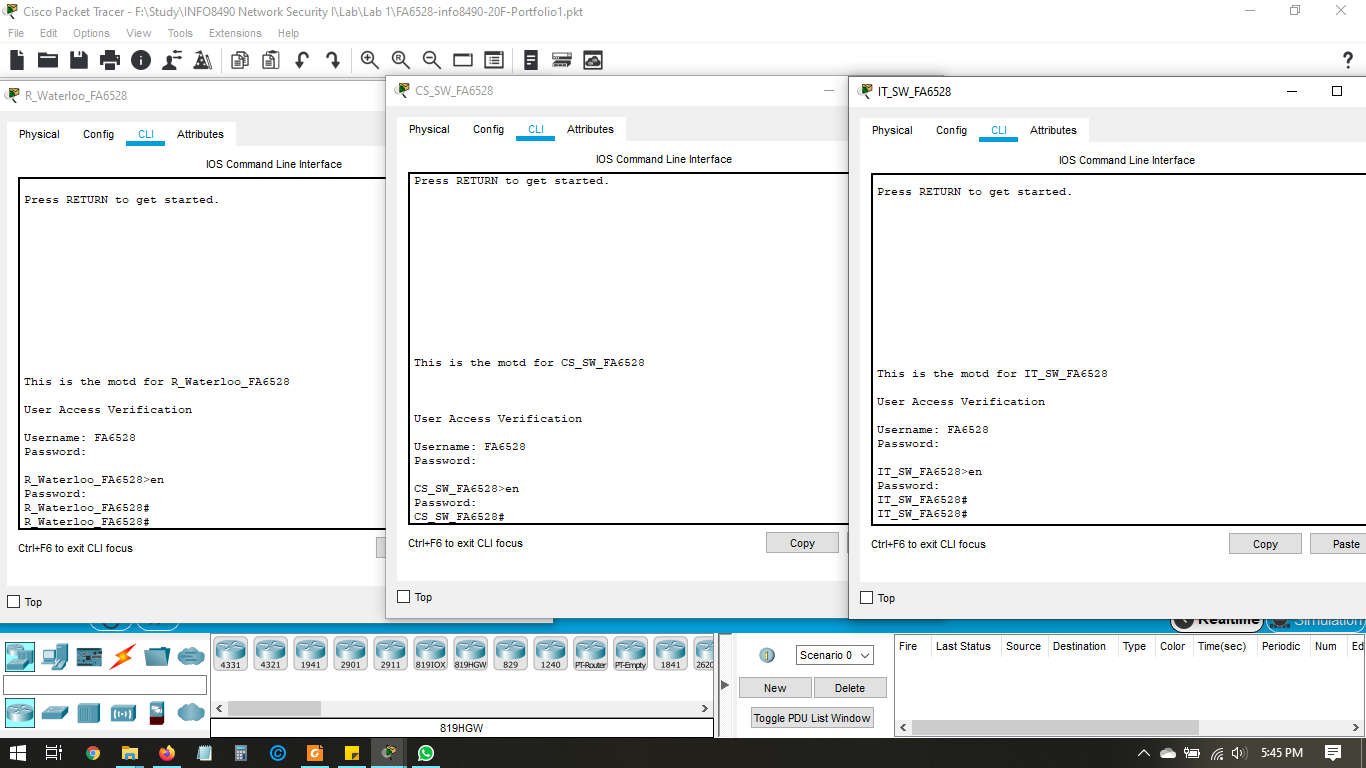 Cisco Packet Tracer - F:\Study\INFO8490 Network Security I\Lab\Lab 1\FA6528-info8490-20F-Portfolio1.pkt
File Edit Options View Tools Extensions Help
R_Waterloo_FA6528
Physical Config CLI Attributes
IOS Command Line Interface
Press RETURN to get started.
This is the motd for R_Waterloo_FA6528
User Access Verification
Username: FA6528
Password:
R_Waterloo_FA6528>en
Password:
R_Waterloo_FA6528#
R_Waterloo_FA6528#
Ctrl+F6 to exit CLI focus
Top
CS_SW_FA6528
Physical Config CLI Attributes
IOS Command Line Interface
Press RETURN to get started.
This is the motd for CS_SW_FA6528
User Access Verification
Username: FA6528
Password:
CS_SW_FA6528>en
Password:
CS_SW_FA6528#
Ctrl+F6 to exit CLI focus
Copy
Top
IT_SW_FA6528
Physical Config CLI Attributes
IOS Command Line Interface
Press RETURN to get started.
This is the motd for IT_SW_FA6528
User Access Verification
Username: FA6528
Password:
IT_SW_FA6528>en
Password:
IT_SW_FA6528#
IT_SW_FA6528#
Ctrl+F6 to exit CLI focus
Copy Paste
Top
Realtime Simulation
4331 4321 1941 2901 2911 819IOX 819HGW 829 1240 PT-Router PT-Empty 1841 2620
819HGW
Scenario 0
New Delete
Toggle PDU List Window
Fire Last Status Source Destination Type Color Time(sec) Periodic Num Ed
5:45 PM